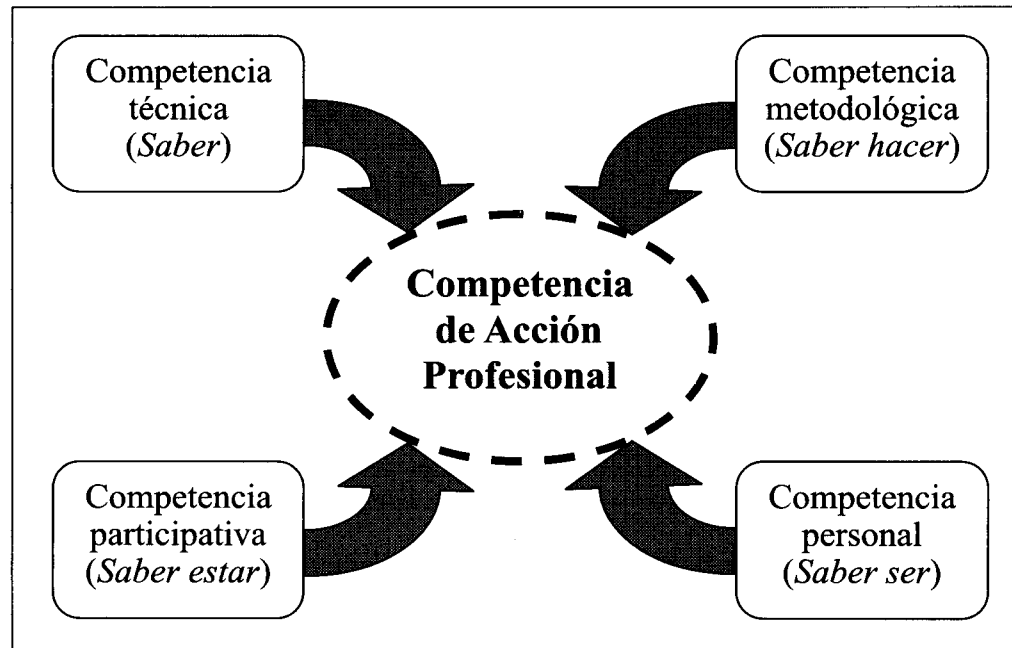 Competencia
técnica
(Saber)
Competencia
metodológica
(Saber hacer)
Competencia
de Acción
Profesional
Competencia
participativa
(Saber estar)
Competencia
personal
(Saber ser)